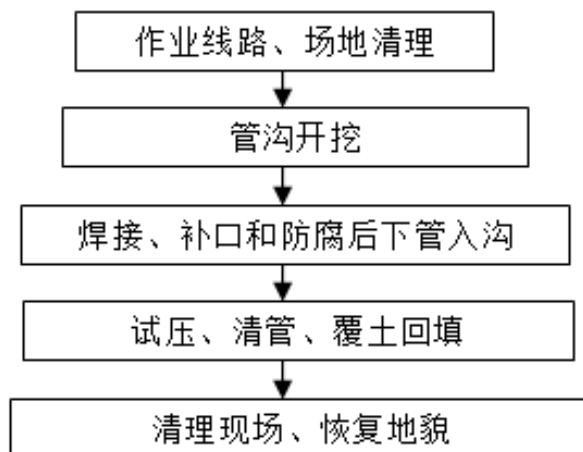 作业线路、场地清理
管沟开挖
焊接、补口和防腐后下管入沟
试压、清管、覆土回填
清理现场、恢复地貌